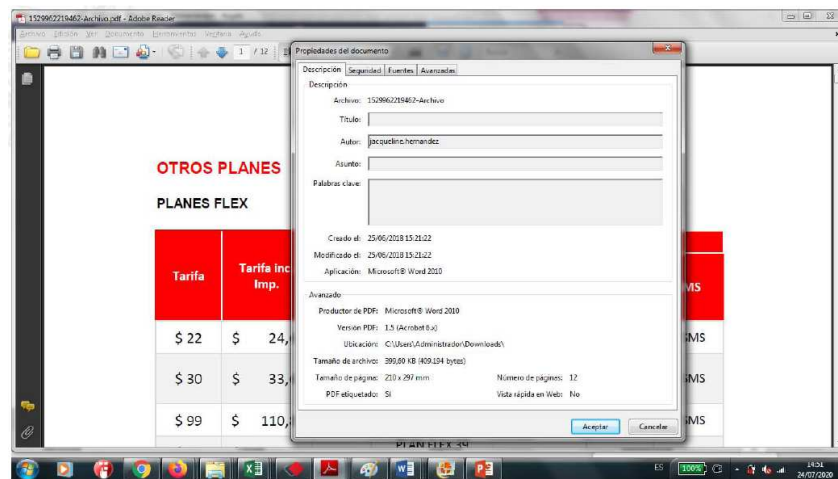 1529962219462-Archivo.pdf - Adobe Reader
Archivo Edición Ver Documento Herramientas Ventana Ayuda
1 / 12
Propiedades del documento
Descripción Seguridad Fuentes Avanzadas
Descripción
Archivo: 1529962219462-Archivo
Título:
Autor: jacqueline.hernandez
Asunto:
Palabras clave:
Creado el: 25/06/2018 15:21:22
Modificado el: 25/06/2018 15:21:22
Aplicación: Microsoft® Word 2010
Avanzado
Productor de PDF: Microsoft® Word 2010
Versión PDF: 1.5 (Acrobat 6.x)
Ubicación: C:\Users\Administrador\Downloads\
Tamaño de archivo: 399,60 KB (409.194 bytes)
Tamaño de página: 210 x 297 mm Número de páginas: 12
PDF etiquetado: Sí Vista rápida en Web: No
Aceptar Cancelar
OTROS PLANES
PLANES FLEX
Tarifa Tarifa inc Imp. MS
$ 22 $ 24, MS
$ 30 $ 33, MS
$ 99 $ 110, MS
PLAN FLEX 39
ES 100% 14:51
24/07/2020